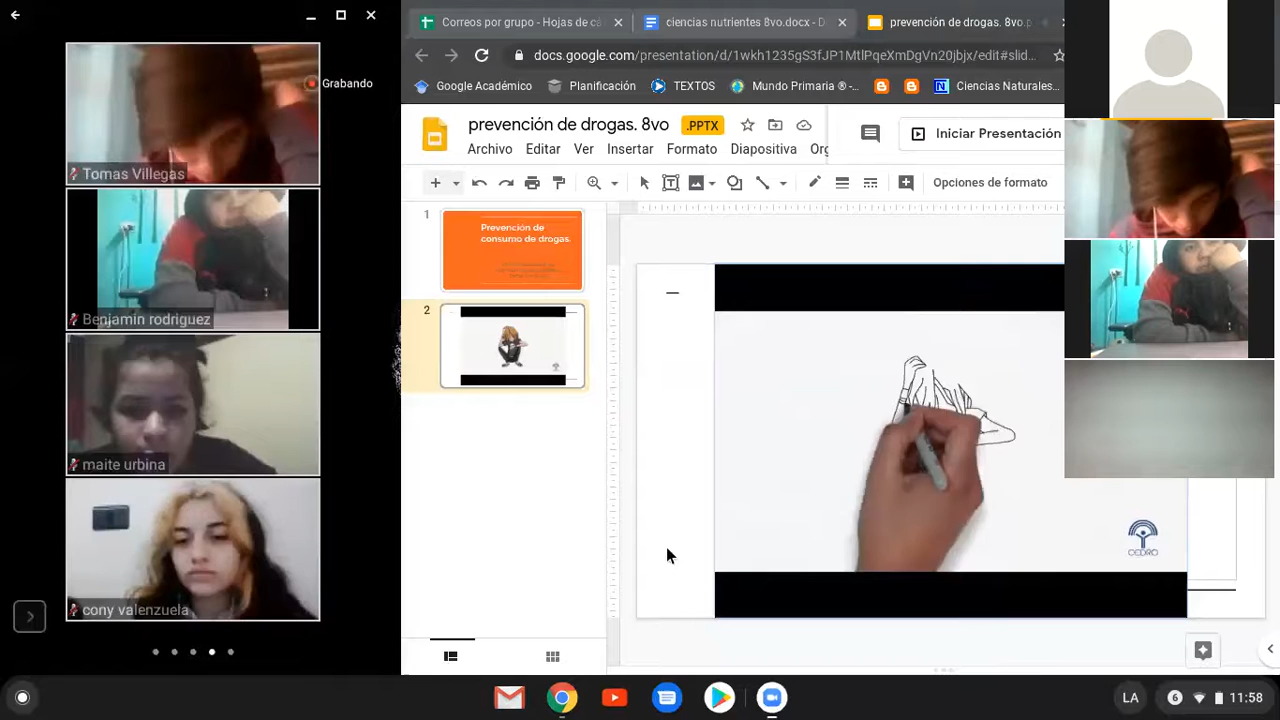 Grabando
Tomas Villegas
Benjamin rodriguez
maite urbina
cony valenzuela
Correos por grupo - Hojas de cá
ciencias nutrientes 8vo.docx - D
prevención de drogas. 8vo.p
docs.google.com/presentation/d/1wkh1235gS3fJP1MtlPqeXmDgVn20jbjx/edit#slid
Google Académico
Planificación
TEXTOS
Mundo Primaria ®-...
Ciencias Naturales...
prevención de drogas. 8vo
.PPTX
Iniciar Presentación
Archivo Editar Ver Insertar Formato Diapositiva Org
Opciones de formato
1
Prevención de
consumo de drogas.
2
CEDRO
LA
6
11:58